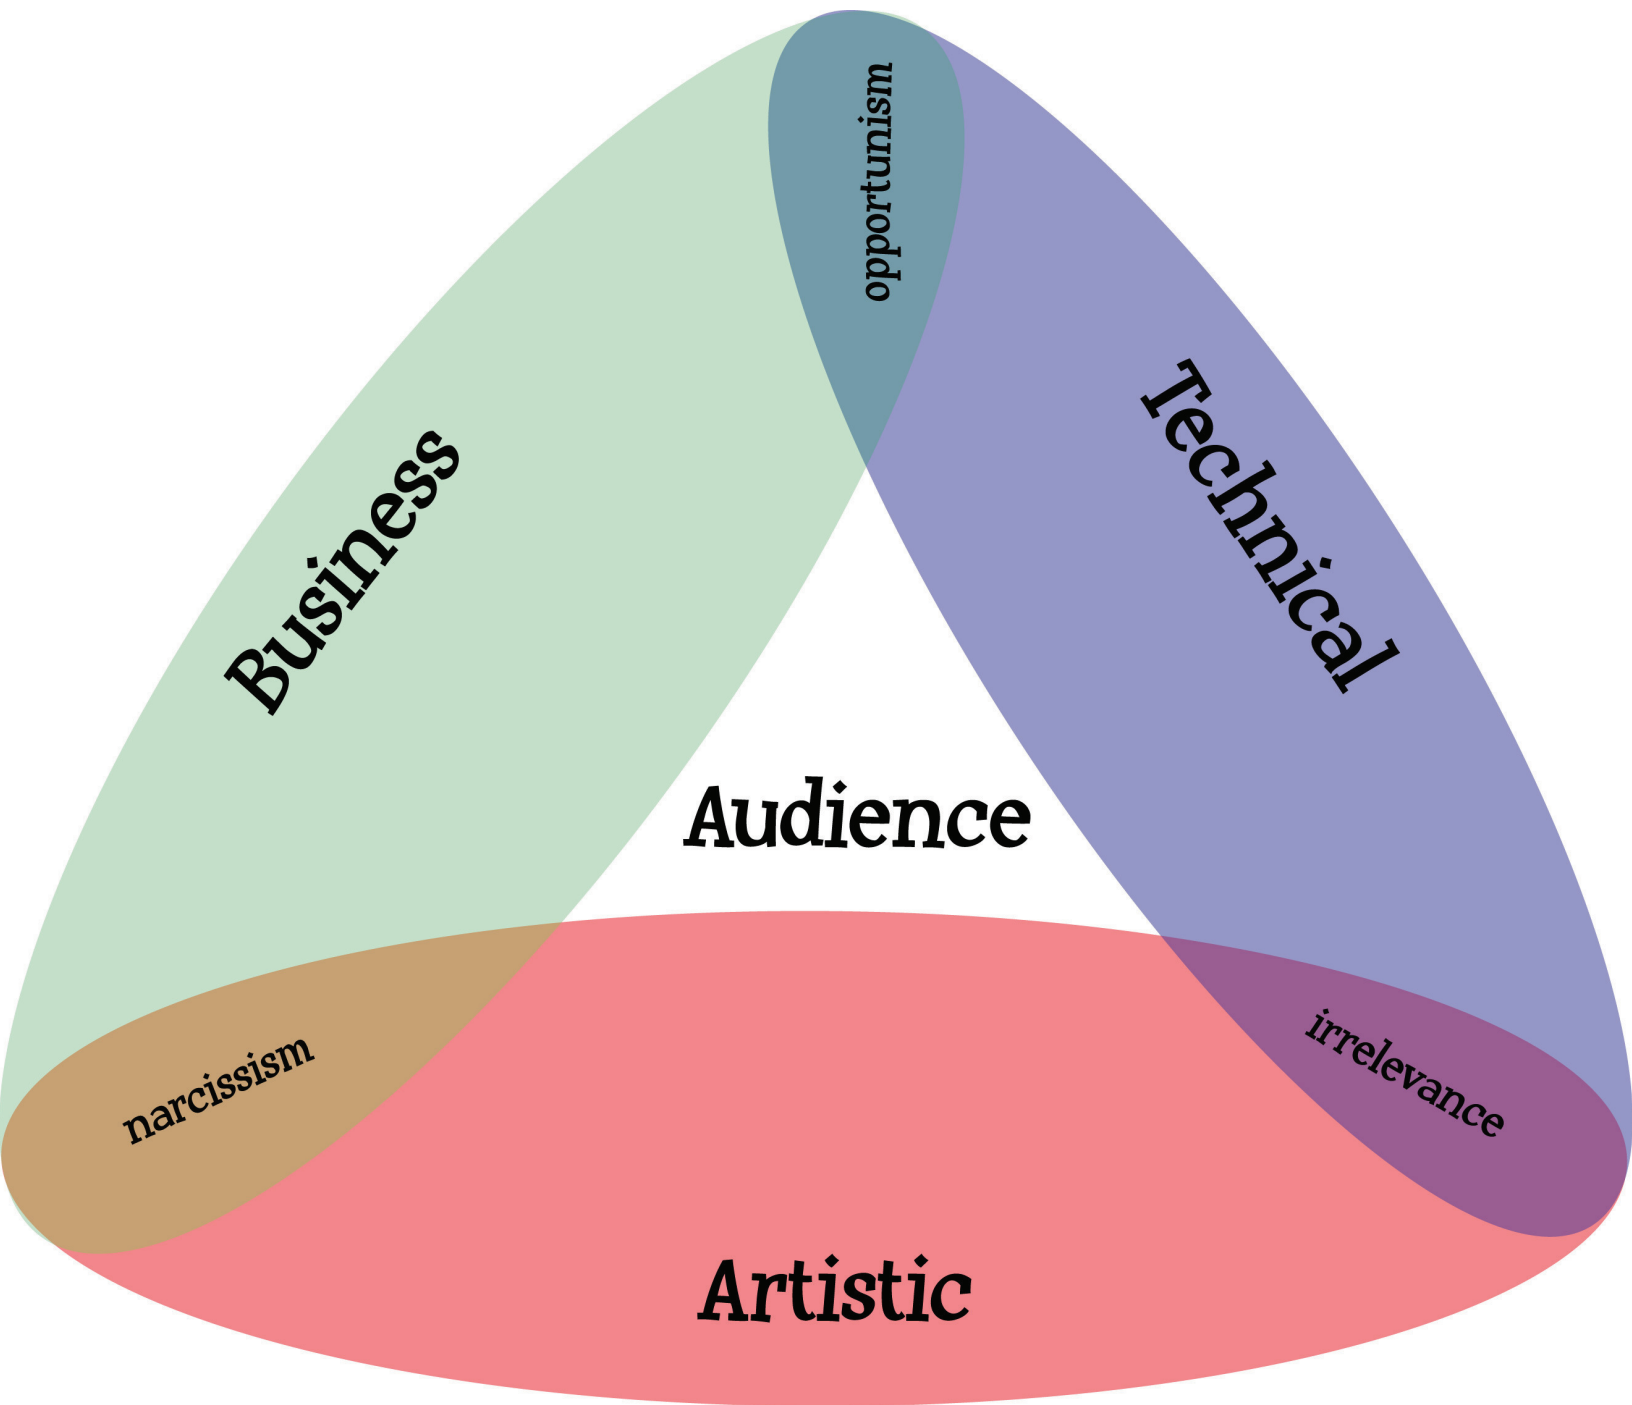 opportunism
Business
Technical
Audience
narcissism
irrelevance
Artistic